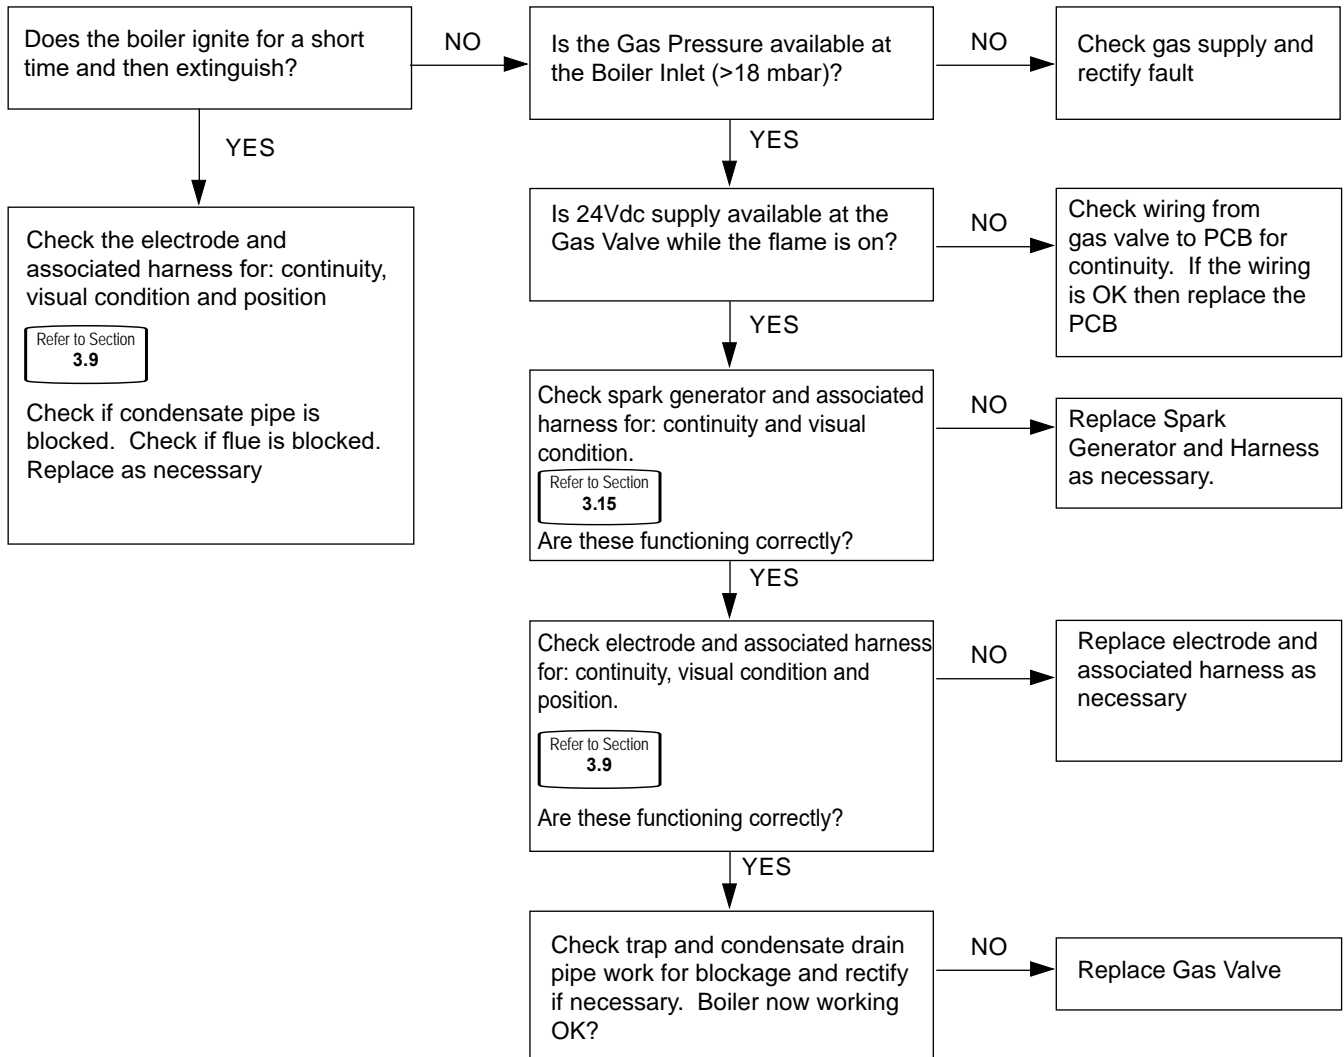 Does the boiler ignite for a short
time and then extinguish?
NO
Is the Gas Pressure available at
the Boiler Inlet (>18 mbar)?
NO
Check gas supply and
rectify fault
YES
YES
Check the electrode and
associated harness for: continuity,
visual condition and position
Refer to Section
3.9
Check if condensate pipe is
blocked.  Check if flue is blocked.
Replace as necessary
Is 24Vdc supply available at the
Gas Valve while the flame is on?
NO
Check wiring from
gas valve to PCB for
continuity.  If the wiring
is OK then replace the
PCB
YES
Check spark generator and associated
harness for: continuity and visual
condition.
Refer to Section
3.15
Are these functioning correctly?
NO
Replace Spark
Generator and Harness
as necessary.
YES
Check electrode and associated harness
for: continuity, visual condition and
position.
Refer to Section
3.9
Are these functioning correctly?
NO
Replace electrode and
associated harness as
necessary
YES
Check trap and condensate drain
pipe work for blockage and rectify
if necessary.  Boiler now working
OK?
NO
Replace Gas Valve